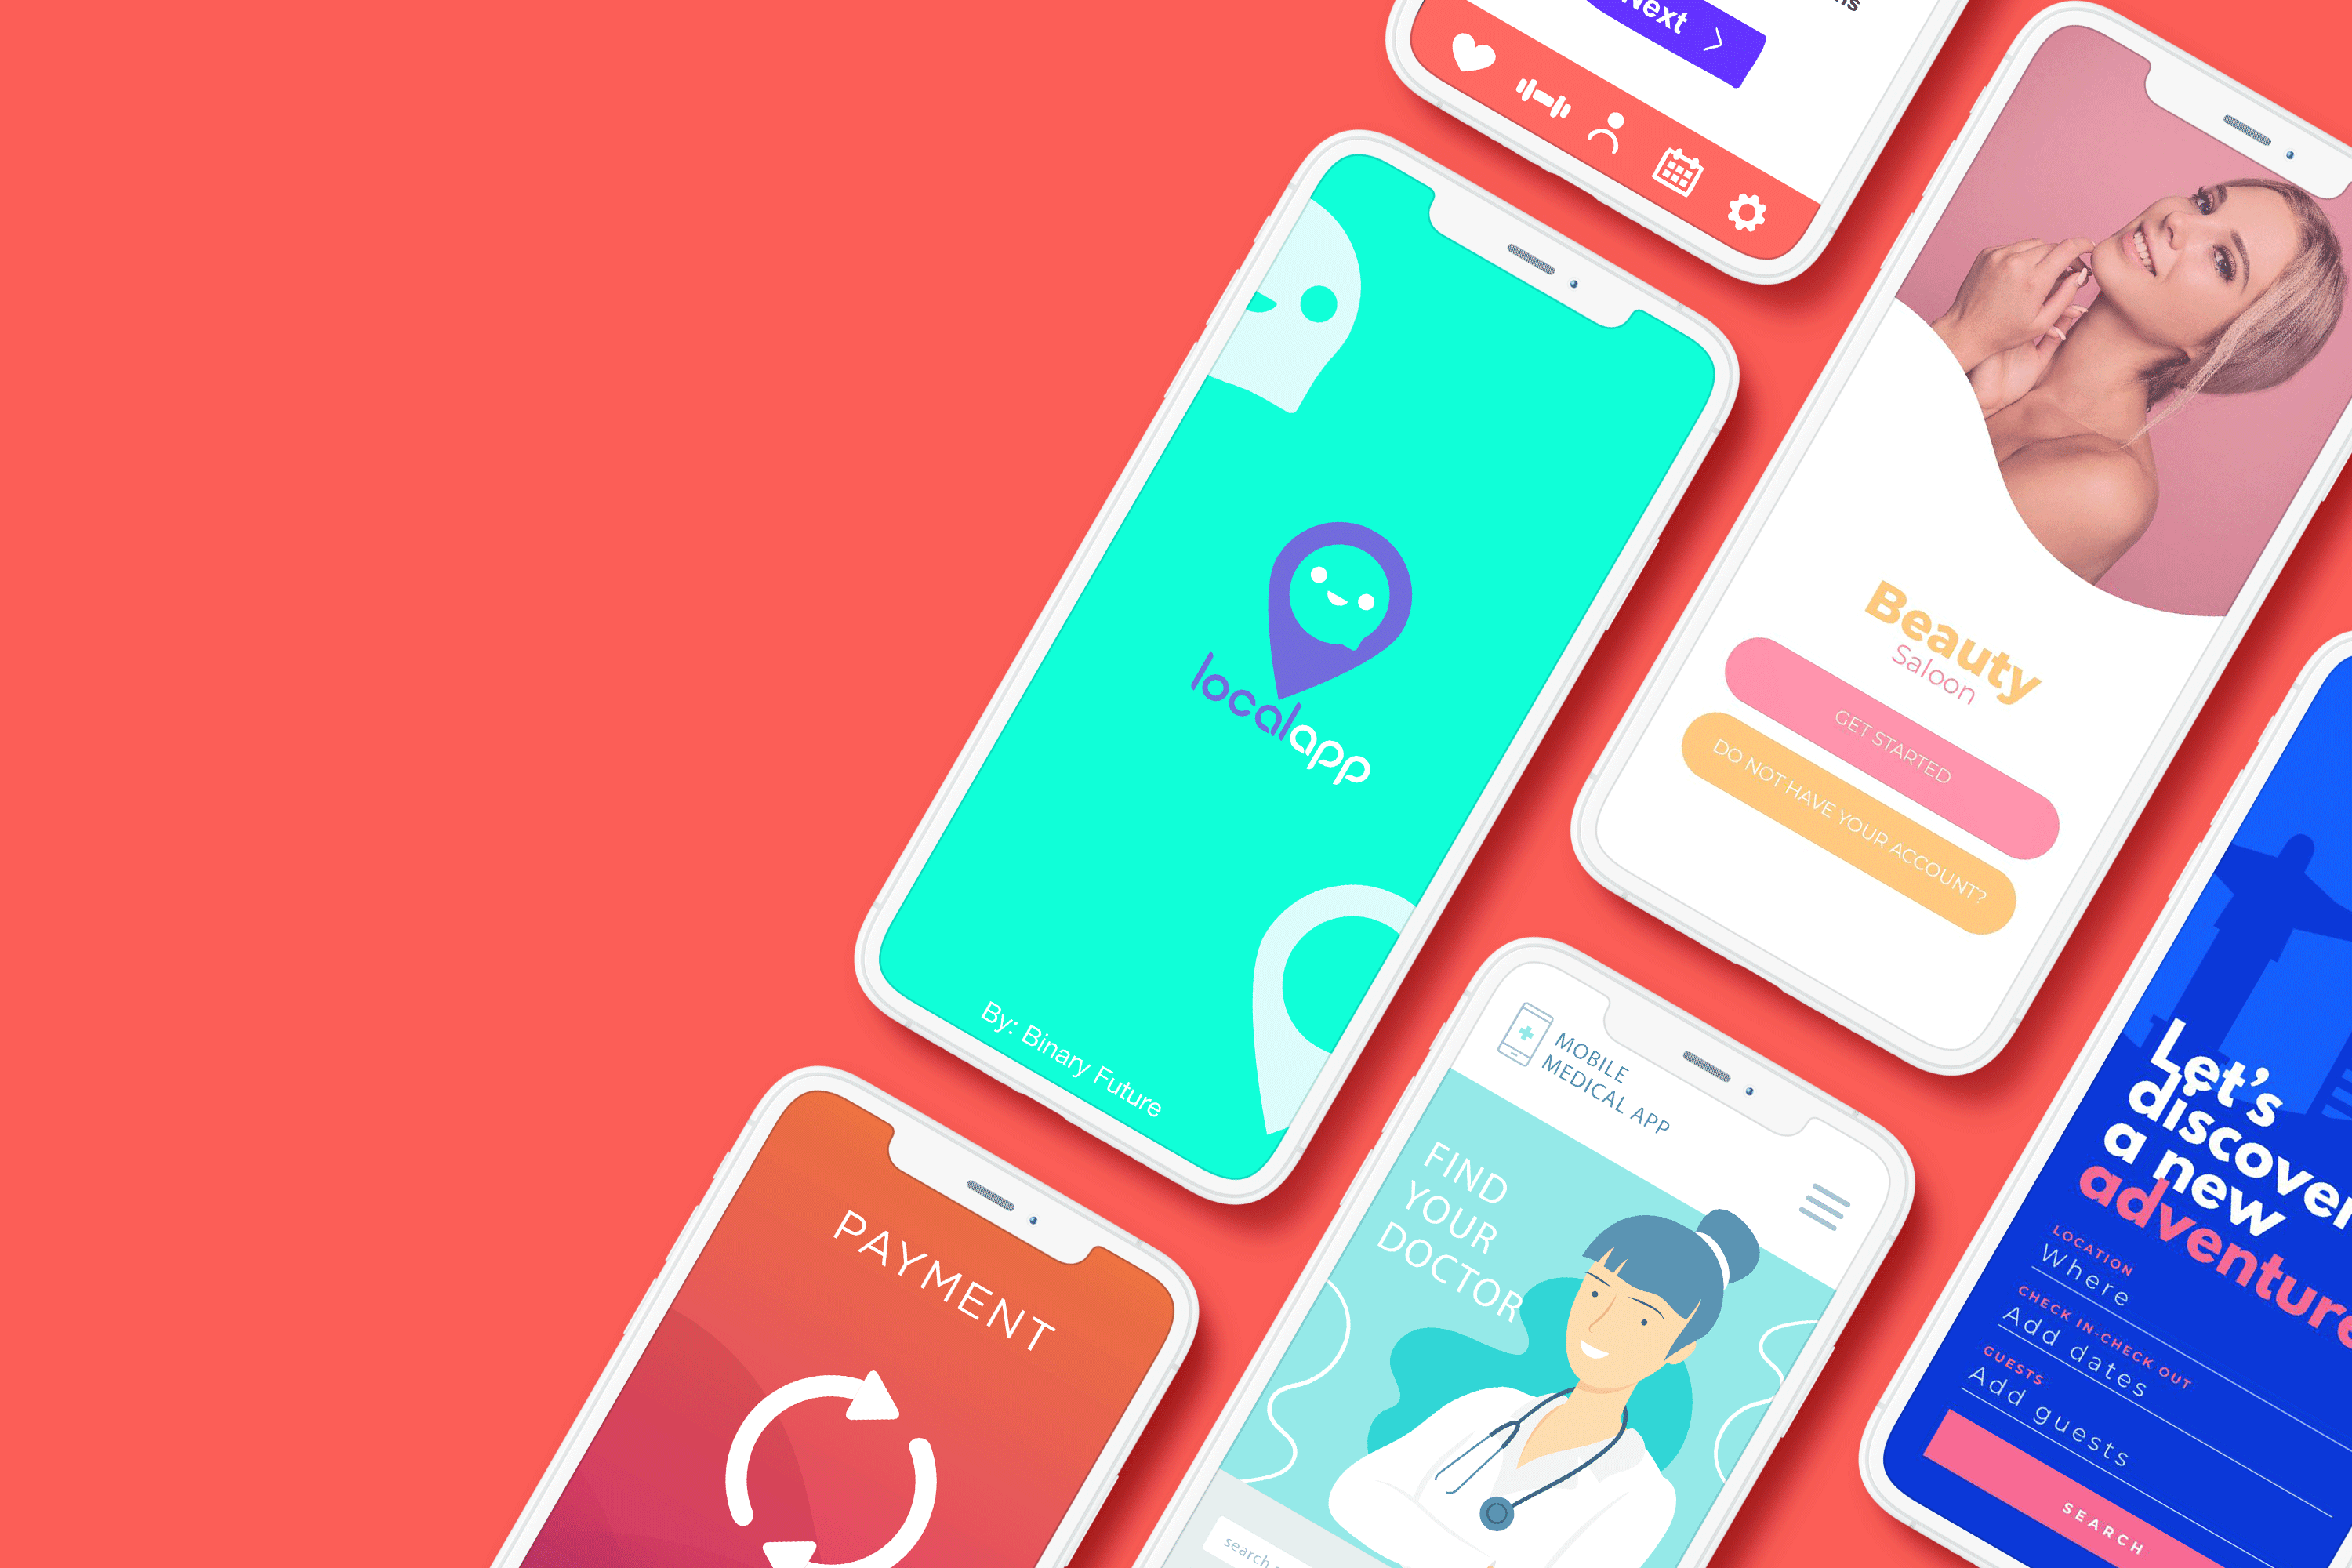 Next
localapp
By: Binary Future
Beauty
Saloon
GET STARTED
DO NOT HAVE YOUR ACCOUNT?
PAYMENT
MOBILE
MEDICAL APP
FIND
YOUR
DOCTOR
search
Let's
discover
a new
adventure
LOCATION
Where
CHECK IN-CHECK OUT
Add dates
GUESTS
Add guests
SEARCH